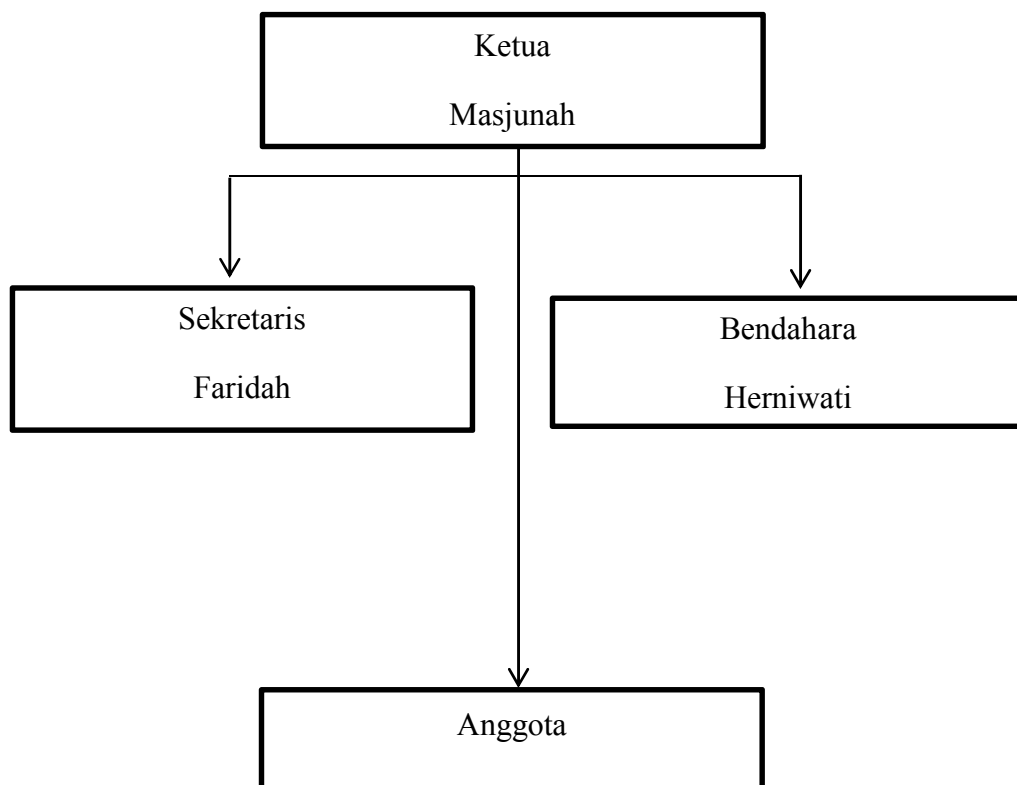 Ketua
Masjunah
Sekretaris
Faridah
Bendahara
Herniwati
Anggota